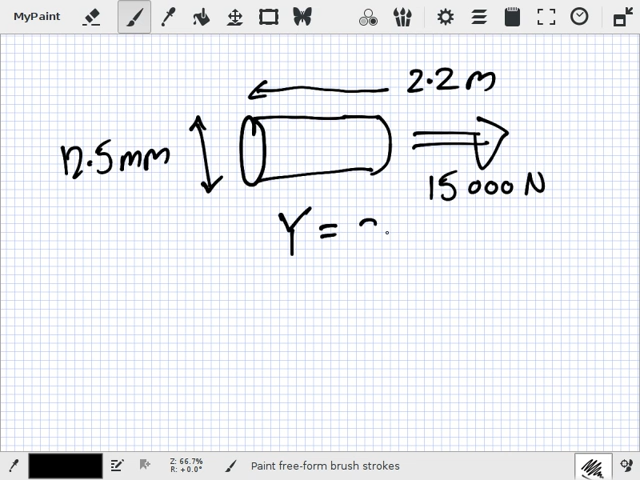 MyPaint
2.2 m
12.5 mm
15 000 N
Y = ?
Z: 66.7%
R: +0.0°
Paint free-form brush strokes